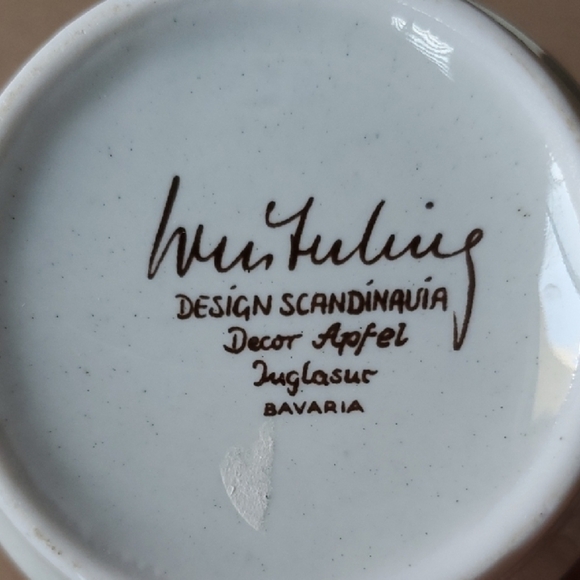 Winterling
DESIGN SCANDINAVIA
Decor Apfel
Inglasur
BAVARIA